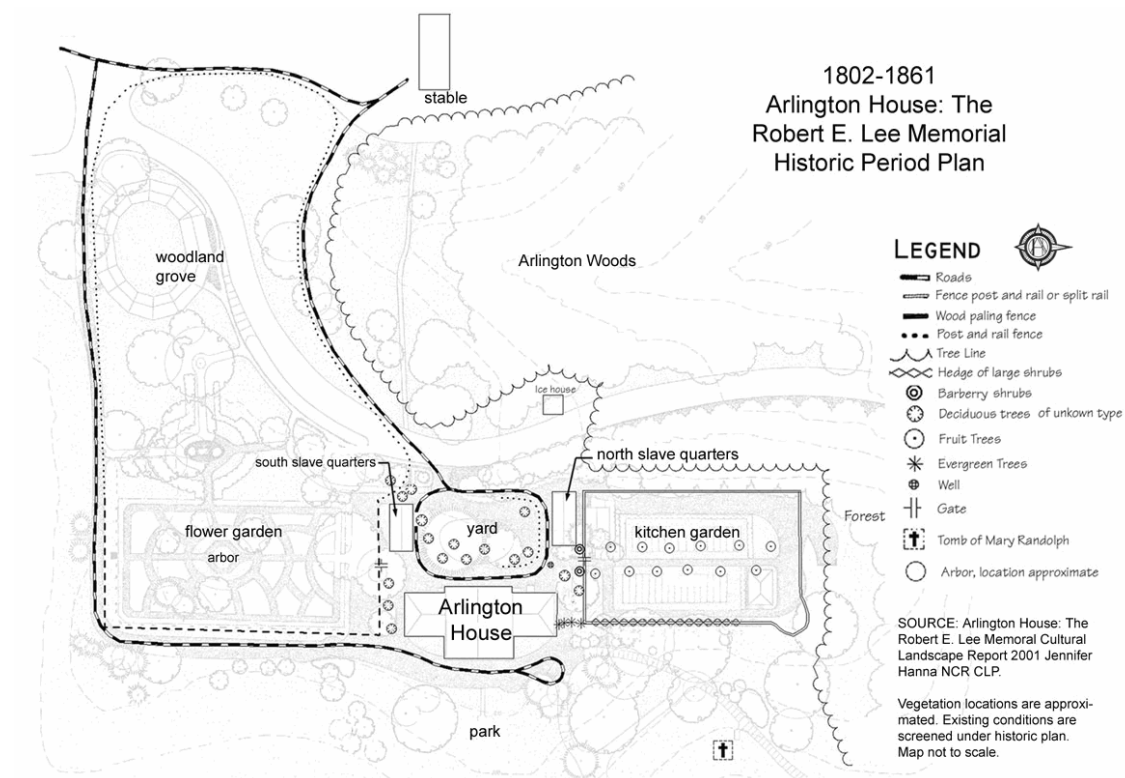 1802-1861
Arlington House: The
Robert E. Lee Memorial
Historic Period Plan
stable
woodland
grove
Arlington Woods
Ice house
south slave quarters
north slave quarters
flower garden
arbor
yard
kitchen garden
Forest
Arlington
House
park
LEGEND
Roads
Fence post and rail or split rail
Wood paling fence
Post and rail fence
Tree Line
Hedge of large shrubs
Barberry shrubs
Deciduous trees of unkown type
Fruit Trees
Evergreen Trees
Well
Gate
Tomb of Mary Randolph
Arbor, location approximate
SOURCE: Arlington House: The
Robert E. Lee Memoral Cultural
Landscape Report 2001 Jennifer
Hanna NCR CLP.
Vegetation locations are approxi-
mated. Existing conditions are
screened under historic plan.
Map not to scale.